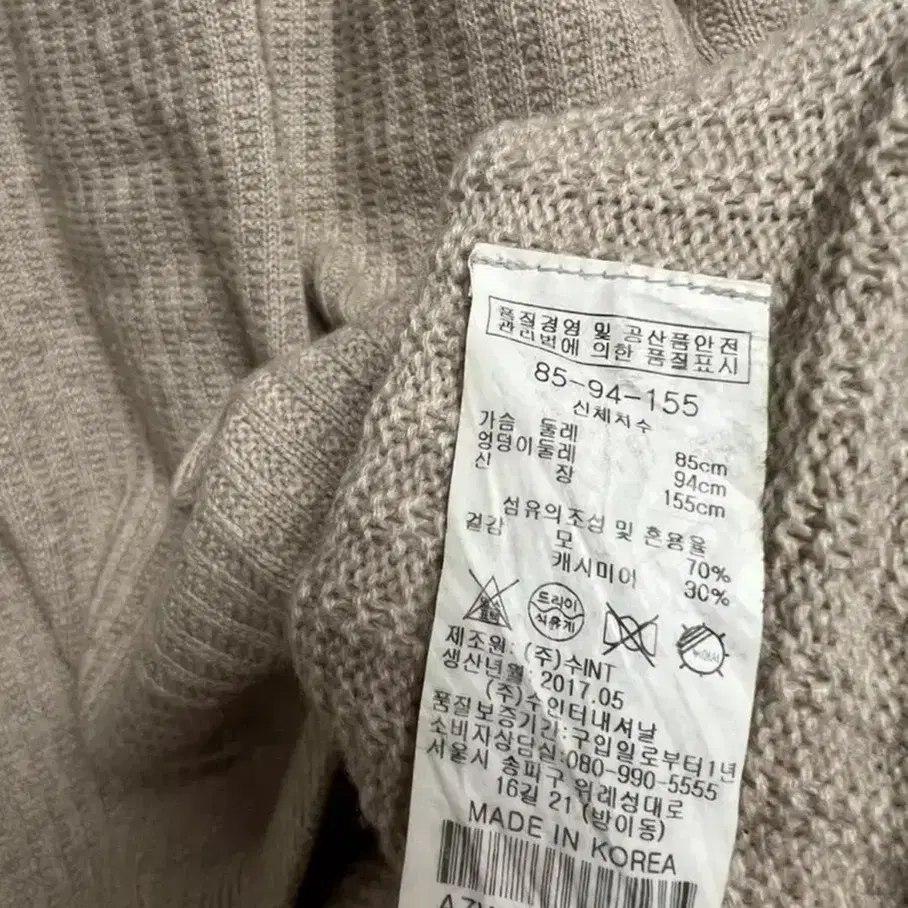 품질경영 및 공산품안전
관리법에 의한 품질표시
85-94-155
신체치수
가슴 둘레 85cm
엉덩이둘레 94cm
신 장 155cm
섬유의조성 및 혼용율
겉감 모 70%
캐시미어 30%
드라이
석유계
뉘어서
제조원: (주)수INT
생산년월: 2017.05
(주)수인터내셔날
품질보증기간:구입일로부터1년
소비자상담실:080-990-5555
서울시 송파구 위례성대로
16길 21 (방이동)
MADE IN KOREA